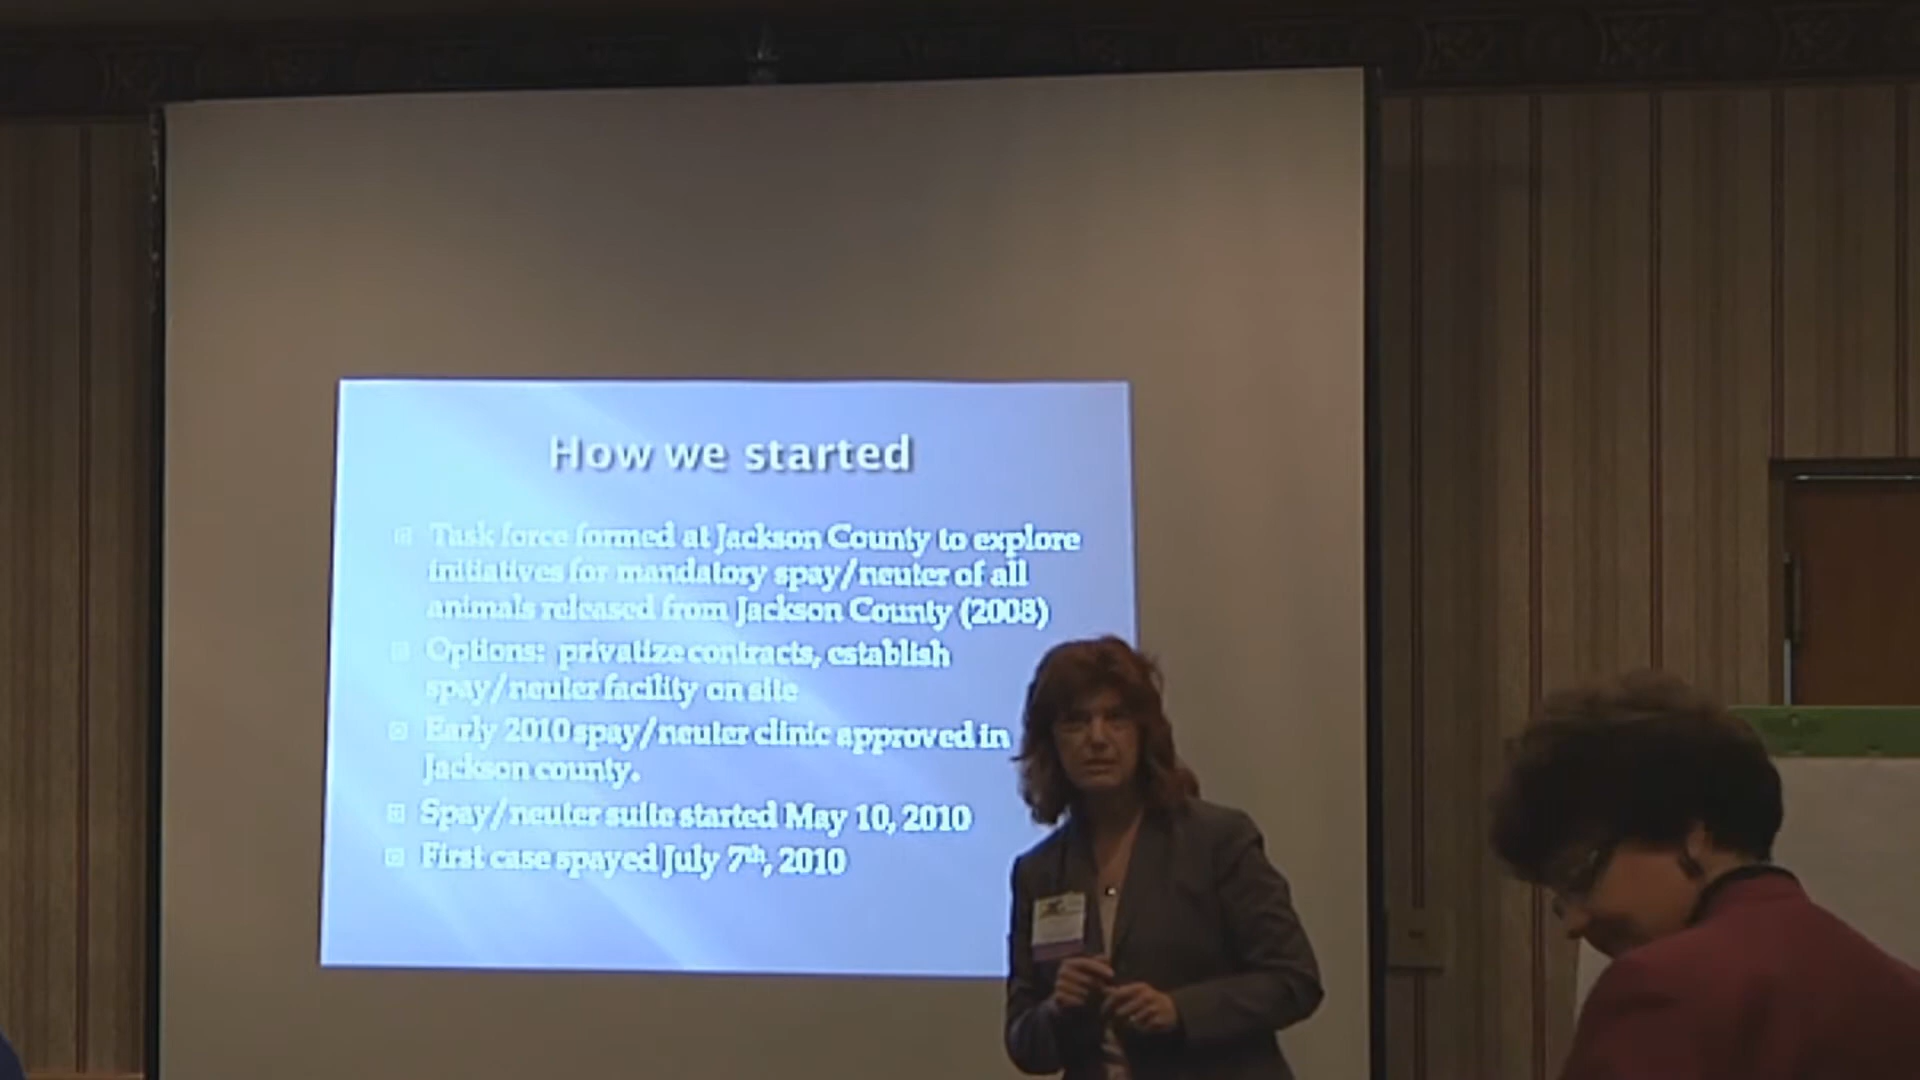 How we started
Task force formed at Jackson County to explore
initiatives for mandatory spay/neuter of all
animals released from Jackson County (2008)
Options: privatize contracts, establish
spay/neuter facility on site
Early 2010 spay/neuter clinic approved in
Jackson county.
Spay/neuter suite started May 10, 2010
First case spayed July 7th, 2010